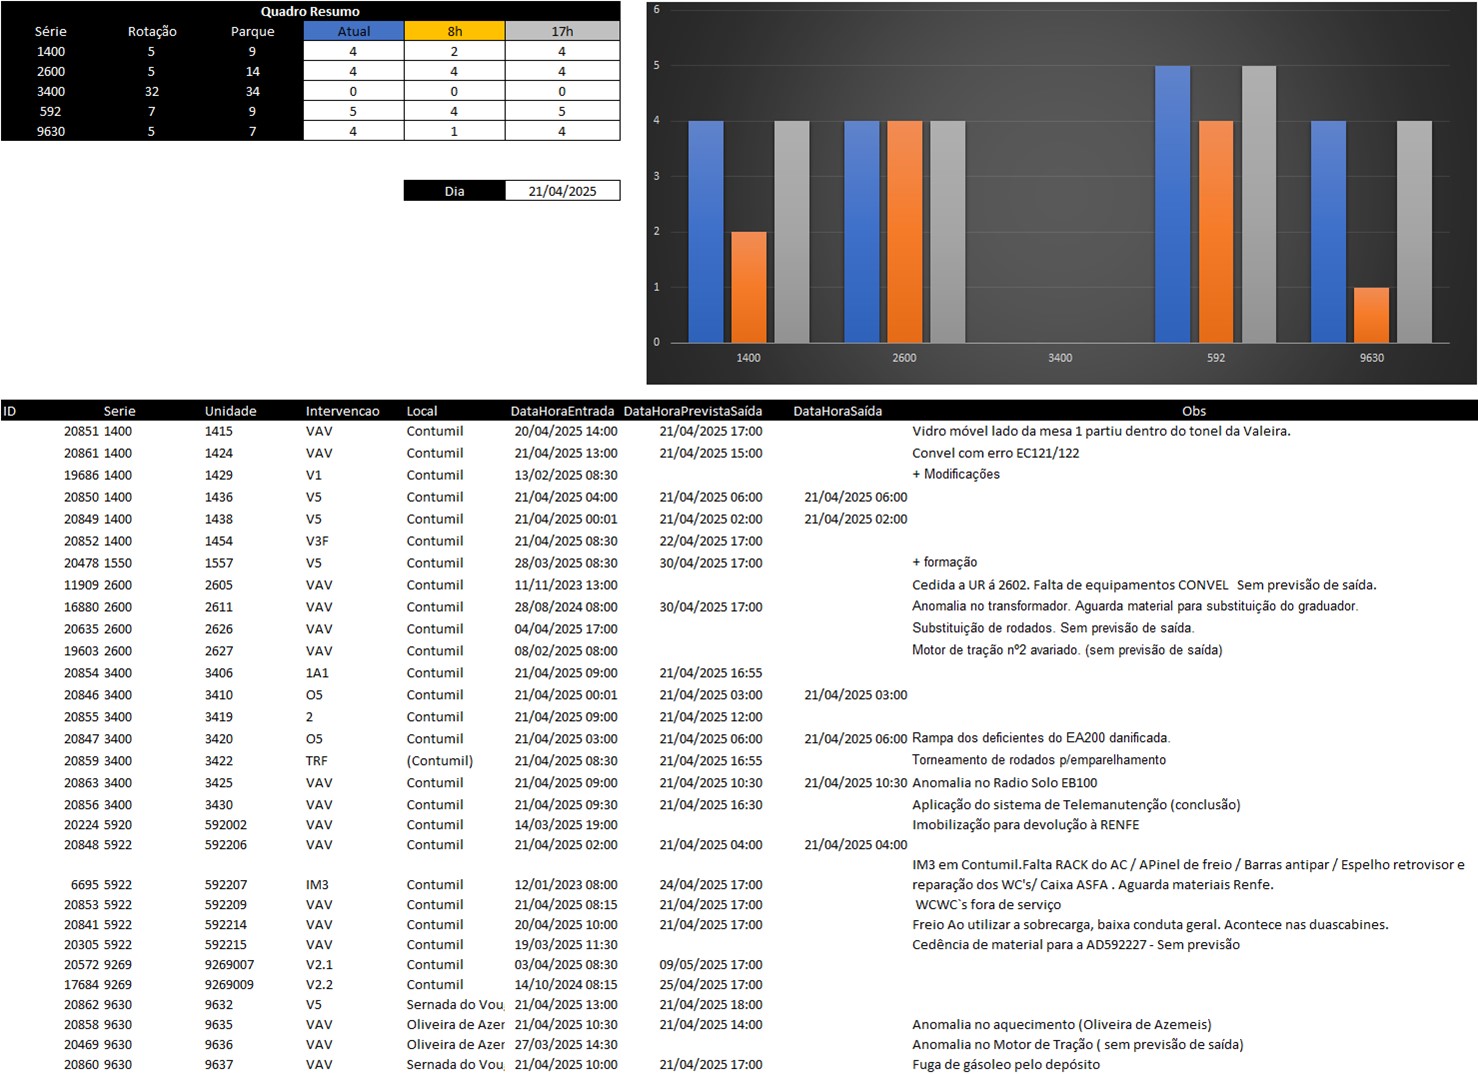 Quadro Resumo
Série Rotação Parque Atual 8h 17h
1400 5 9 4 2 4
2600 5 14 4 4 4
3400 32 34 0 0 0
592 7 9 5 4 5
9630 5 7 4 1 4
Dia 21/04/2025
6
5
4
3
2
1
0
1400 2600 3400 592 9630
ID Serie Unidade Intervencao Local DataHoraEntrada DataHoraPrevistaSaída DataHoraSaída Obs
20851 1400 1415 VAV Contumil 20/04/2025 14:00 21/04/2025 17:00 Vidro móvel lado da mesa 1 partiu dentro do tonel da Valeira.
20861 1400 1424 VAV Contumil 21/04/2025 13:00 21/04/2025 15:00 Convel com erro EC121/122
19686 1400 1429 V1 Contumil 13/02/2025 08:30 + Modificações
20850 1400 1436 V5 Contumil 21/04/2025 04:00 21/04/2025 06:00 21/04/2025 06:00
20849 1400 1438 V5 Contumil 21/04/2025 00:01 21/04/2025 02:00 21/04/2025 02:00
20852 1400 1454 V3F Contumil 21/04/2025 08:30 22/04/2025 17:00
20478 1550 1557 V5 Contumil 28/03/2025 08:30 30/04/2025 17:00 + formação
11909 2600 2605 VAV Contumil 11/11/2023 13:00 Cedida a UR á 2602. Falta de equipamentos CONVEL Sem previsão de saída.
16880 2600 2611 VAV Contumil 28/08/2024 08:00 30/04/2025 17:00 Anomalia no transformador. Aguarda material para substituição do graduador.
20635 2600 2626 VAV Contumil 04/04/2025 17:00 Substituição de rodados. Sem previsão de saída.
19603 2600 2627 VAV Contumil 08/02/2025 08:00 Motor de tração nº2 avariado. (sem previsão de saída)
20854 3400 3406 1A1 Contumil 21/04/2025 09:00 21/04/2025 16:55
20846 3400 3410 O5 Contumil 21/04/2025 00:01 21/04/2025 03:00 21/04/2025 03:00
20855 3400 3419 2 Contumil 21/04/2025 09:00 21/04/2025 12:00
20847 3400 3420 O5 Contumil 21/04/2025 03:00 21/04/2025 06:00 21/04/2025 06:00 Rampa dos deficientes do EA200 danificada.
20859 3400 3422 TRF (Contumil) 21/04/2025 08:30 21/04/2025 16:55 Torneamento de rodados p/emparelhamento
20863 3400 3425 VAV Contumil 21/04/2025 09:00 21/04/2025 10:30 21/04/2025 10:30 Anomalia no Radio Solo EB100
20856 3400 3430 VAV Contumil 21/04/2025 09:30 21/04/2025 16:30 Aplicação do sistema de Telemanutenção (conclusão)
20224 5920 592002 VAV Contumil 14/03/2025 19:00 Imobilização para devolução à RENFE
20848 5922 592206 VAV Contumil 21/04/2025 02:00 21/04/2025 04:00 21/04/2025 04:00
IM3 em Contumil.Falta RACK do AC / APinel de freio / Barras antipar / Espelho retrovisor e
6695 5922 592207 IM3 Contumil 12/01/2023 08:00 24/04/2025 17:00 reparação dos WC's/ Caixa ASFA . Aguarda materiais Renfe.
20853 5922 592209 VAV Contumil 21/04/2025 08:15 21/04/2025 17:00 WCWC`s fora de serviço
20841 5922 592214 VAV Contumil 20/04/2025 10:00 21/04/2025 17:00 Freio Ao utilizar a sobrecarga, baixa conduta geral. Acontece nas duascabines.
20305 5922 592215 VAV Contumil 19/03/2025 11:30 Cedência de material para a AD592227 - Sem previsão
20572 9269 9269007 V2.1 Contumil 03/04/2025 08:30 09/05/2025 17:00
17684 9269 9269009 V2.2 Contumil 14/10/2024 08:15 25/04/2025 17:00
20862 9630 9632 V5 Sernada do Vou 21/04/2025 13:00 21/04/2025 18:00
20858 9630 9635 VAV Oliveira de Azer 21/04/2025 10:30 21/04/2025 14:00 Anomalia no aquecimento (Oliveira de Azemeis)
20469 9630 9636 VAV Oliveira de Azer 27/03/2025 14:30 Anomalia no Motor de Tração ( sem previsão de saída)
20860 9630 9637 VAV Sernada do Vou 21/04/2025 10:00 21/04/2025 17:00 Fuga de gásoleo pelo depósito